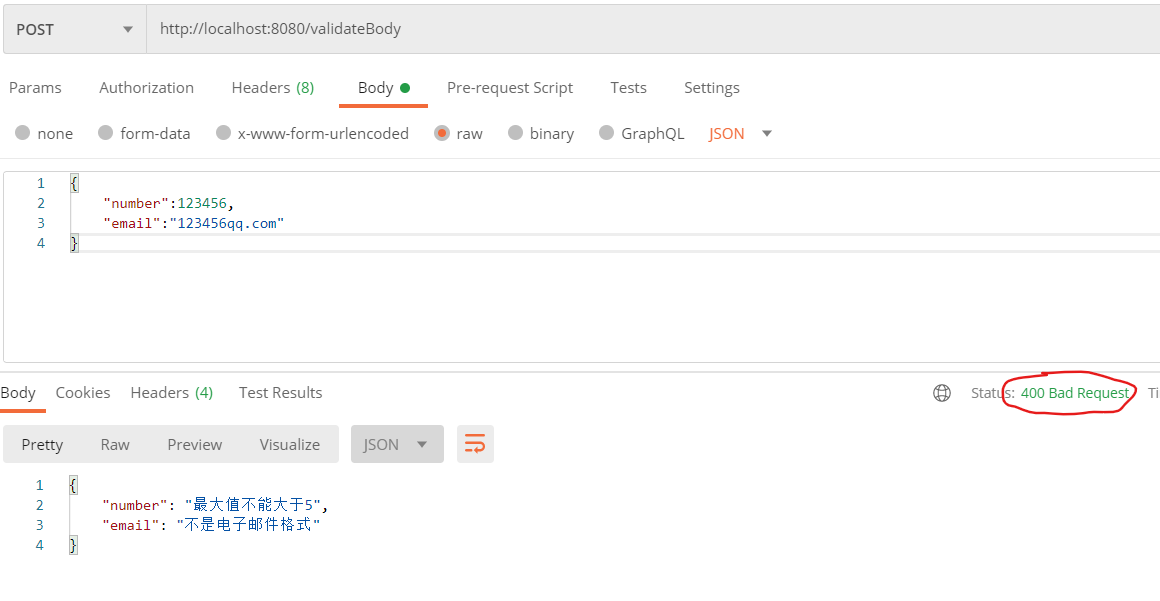 POST http://localhost:8080/validateBody
Params Authorization Headers (8) Body Pre-request Script Tests Settings
none form-data x-www-form-urlencoded raw binary GraphQL JSON
1 {
2 "number":123456,
3 "email":"123456qq.com"
4 }
Body Cookies Headers (4) Test Results Status: 400 Bad Request Ti
Pretty Raw Preview Visualize JSON
1 {
2 "number": "最大值不能大于5",
3 "email": "不是电子邮件格式"
4 }